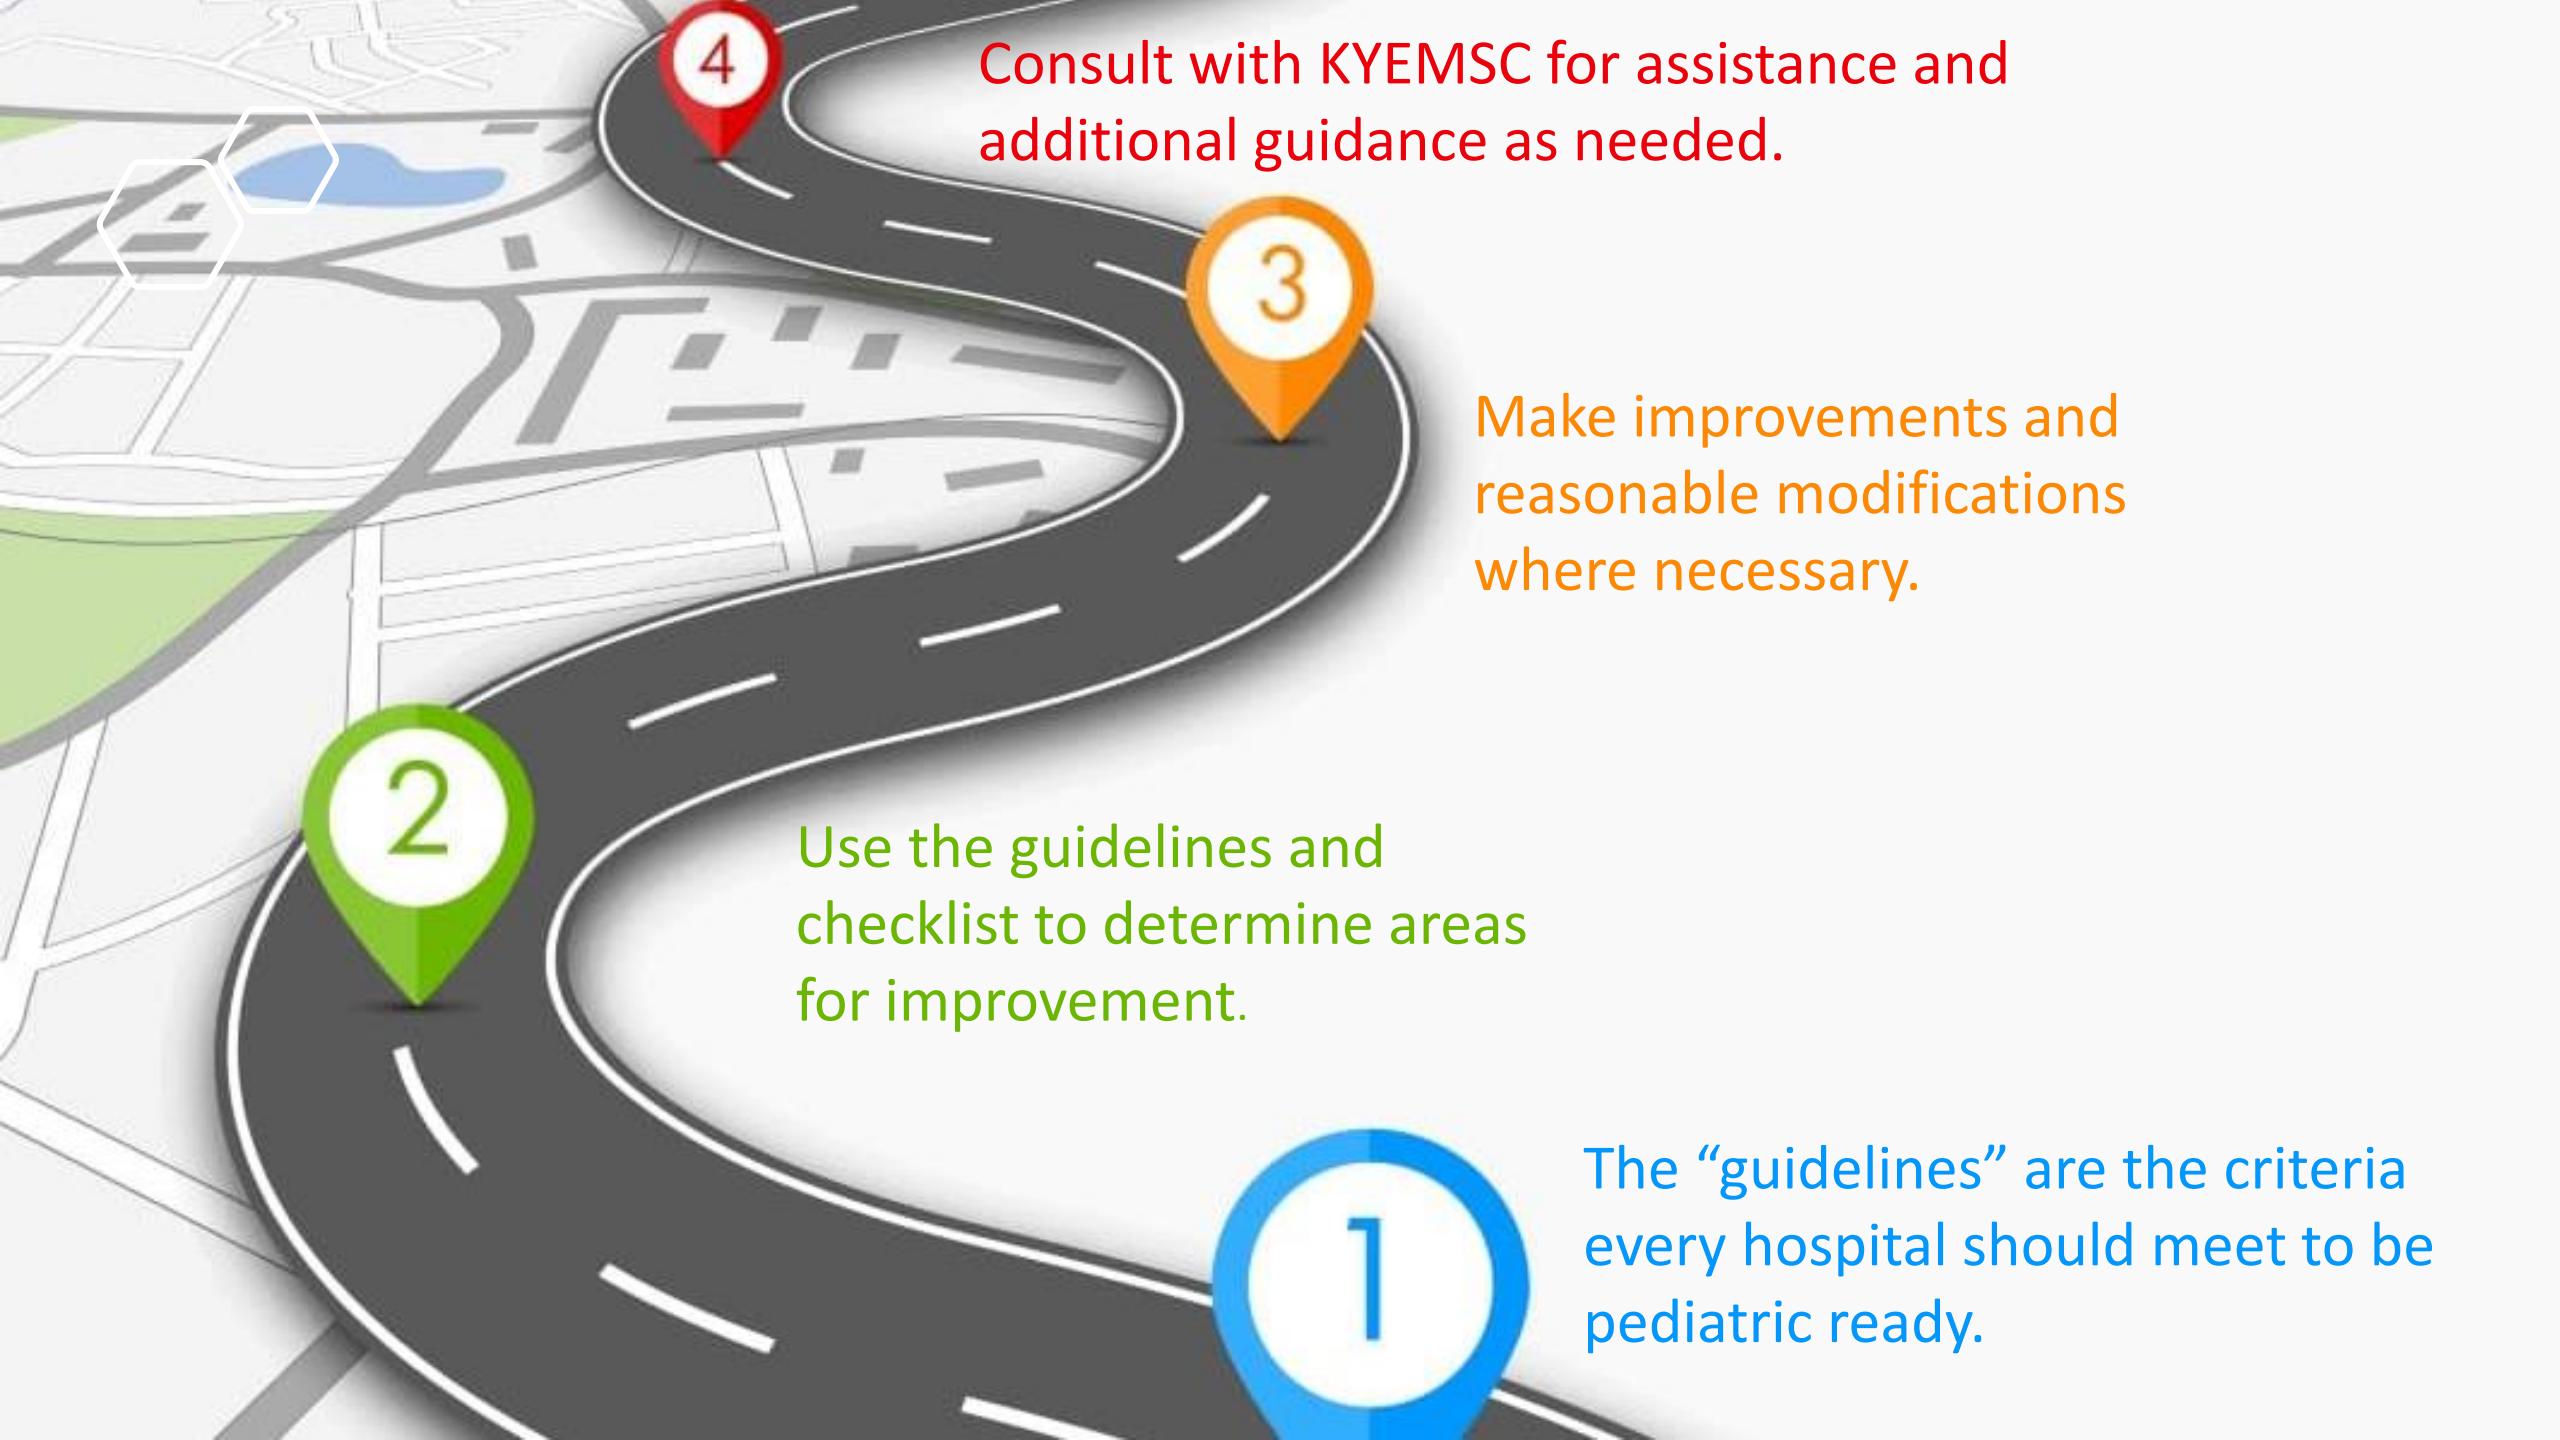 4
Consult with KYEMSC for assistance and
additional guidance as needed.
3
Make improvements and
reasonable modifications
where necessary.
2
Use the guidelines and
checklist to determine areas
for improvement.
1
The “guidelines” are the criteria
every hospital should meet to be
pediatric ready.